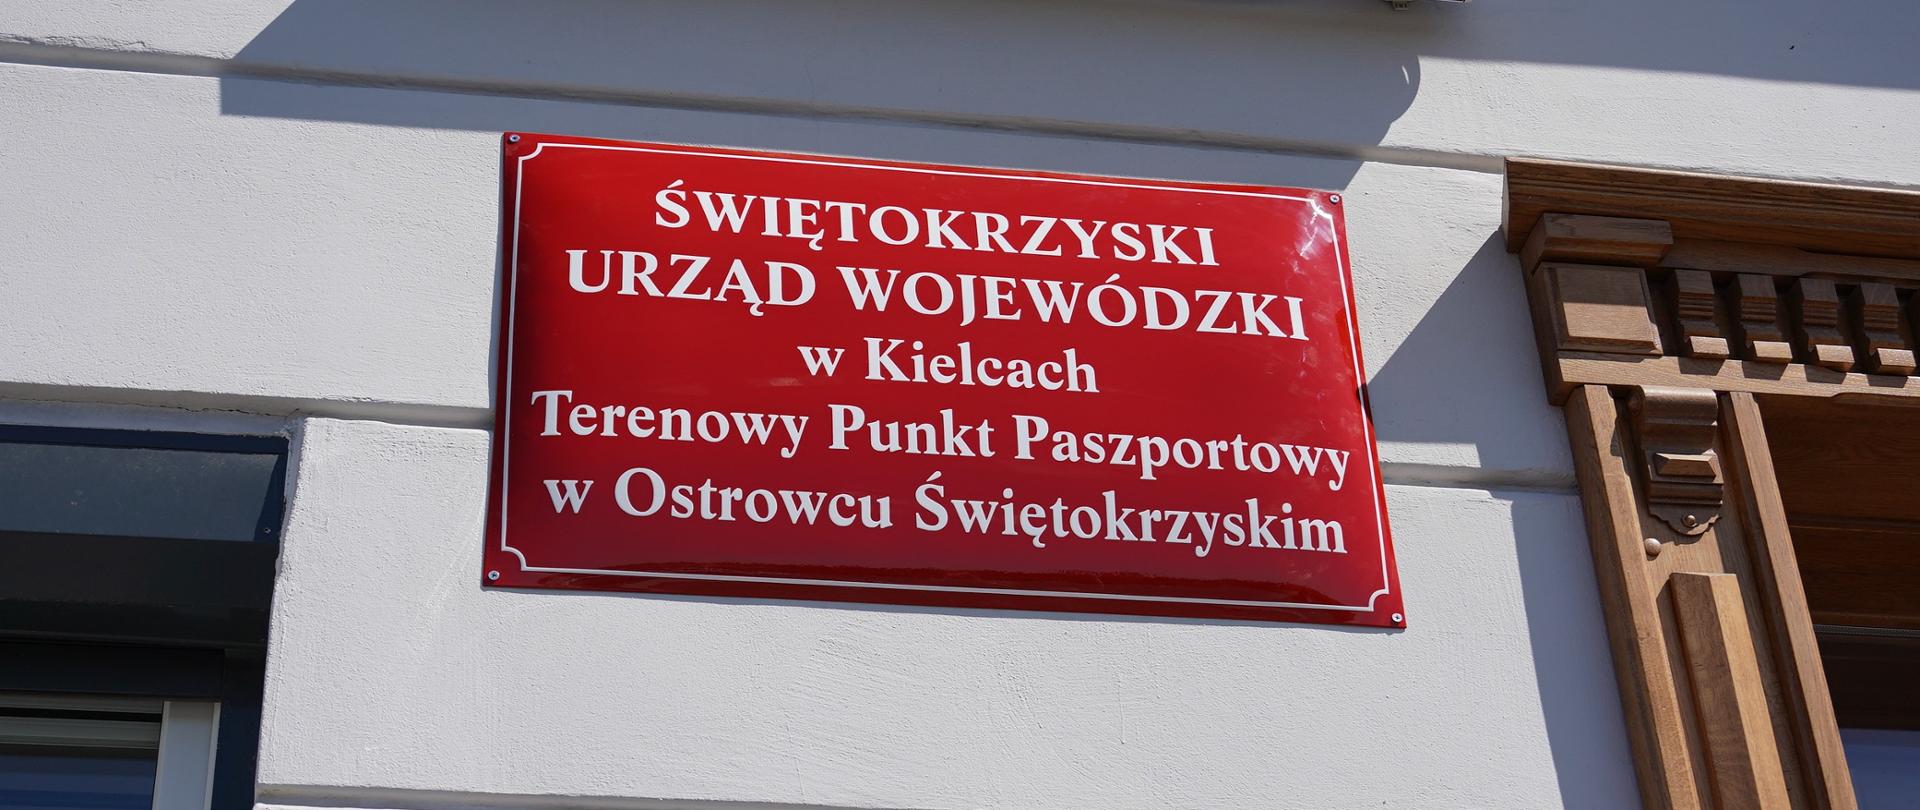 ŚWIĘTOKRZYSKI
URZĄD WOJEWÓDZKI
w Kielcach
Terenowy Punkt Paszportowy
w Ostrowcu Świętokrzyskim